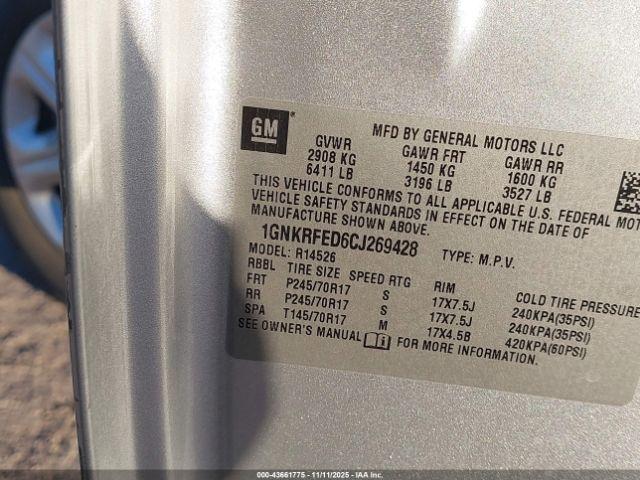 GM
MFD BY GENERAL MOTORS LLC
GVWR GAWR FRT GAWR RR
2908 KG 1450 KG 1600 KG
6411 LB 3196 LB 3527 LB
THIS VEHICLE CONFORMS TO ALL APPLICABLE U.S. FEDERAL MOT
VEHICLE SAFETY STANDARDS IN EFFECT ON THE DATE OF
MANUFACTURE SHOWN ABOVE.
1GNKRFED6CJ269428 TYPE: M.P.V.
MODEL: R14526
RBBL TIRE SIZE SPEED RTG RIM COLD TIRE PRESSURE
FRT P245/70R17 S 17X7.5J 240KPA(35PSI)
RR P245/70R17 S 17X7.5J 240KPA(35PSI)
SPA T145/70R17 M 17X4.5B 420KPA(60PSI)
SEE OWNER'S MANUAL i FOR MORE INFORMATION.
000-43661775 - 11/11/2025 - IAA Inc.